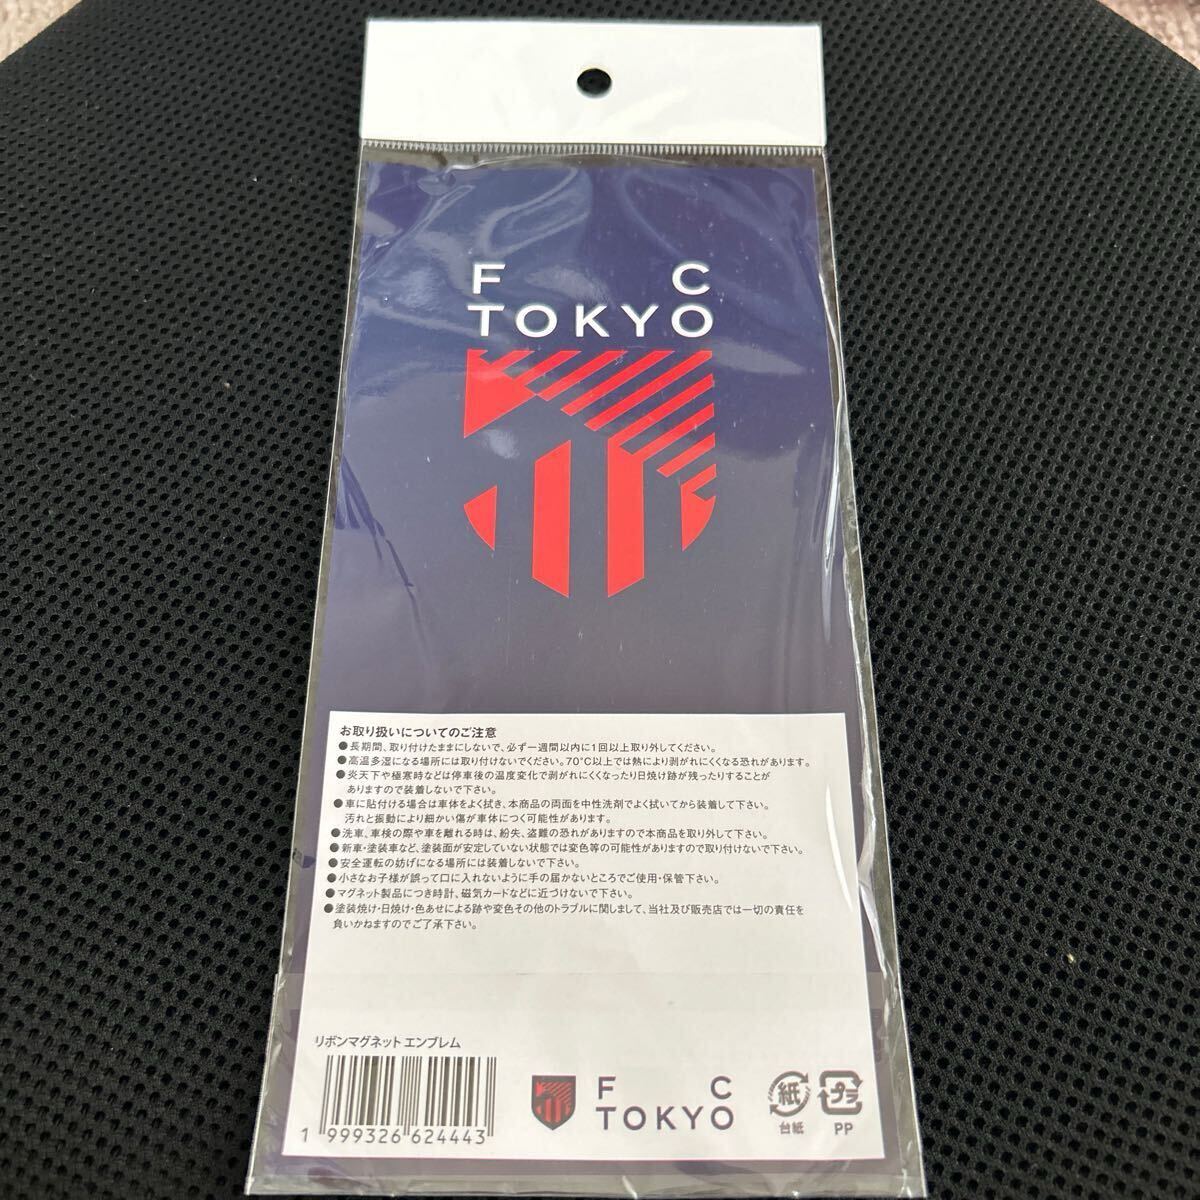 F C
TOKYO
お取り扱いについてのご注意
●長期間、取り付けたままにしないで、必ず一週間以内に1回以上取り外してください。
●高温多湿になる場所には取り付けないでください。70℃以上では熱により剥がれにくくなる恐れがあります。
●炎天下や極寒時などは停車後の温度変化で剥がれにくくなったり日焼け跡が残ったりすることが
ありますので装着しないで下さい。
●車に貼付ける場合は車体をよく拭き、本商品の両面を中性洗剤でよく拭いてから装着して下さい。
汚れと振動により細かい傷が車体につく可能性があります。
●洗車、車検の際や車を離れる時は、紛失、盗難の恐れがありますので本商品を取り外して下さい。
●新車・塗装車など、塗装面が安定していない状態では変色等の可能性がありますので取り付けないで下さい。
●安全運転の妨げになる場所には装着しないで下さい。
●小さなお子様が誤って口に入れないように手の届かないところでご使用・保管下さい。
●マグネット製品につき時計、磁気カードなどに近づけないで下さい。
●塗装焼け・日焼け・色あせによる跡や変色その他のトラブルに関しまして、当社及び販売店では一切の責任を
負いかねますのでご了承下さい。
リボンマグネット エンブレム
1 999326 624443
F C
TOKYO
紙
台紙
プラ
PP